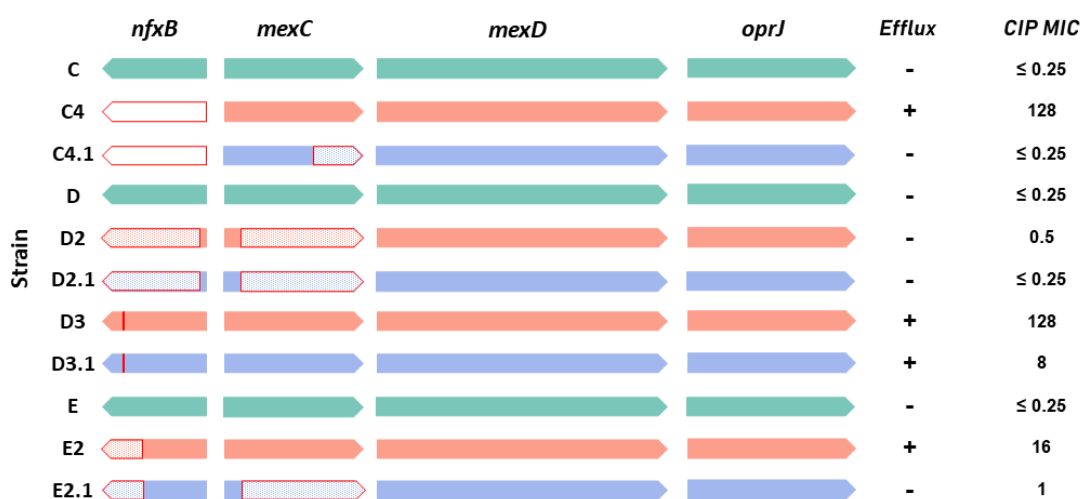 nfxB mexC mexD oprJ Efflux CIP MIC
C - ≤ 0.25
C4 + 128
C4.1 - ≤ 0.25
D - ≤ 0.25
D2 - 0.5
Strain
D2.1 - ≤ 0.25
D3 + 128
D3.1 + 8
E - ≤ 0.25
E2 + 16
E2.1 - 1